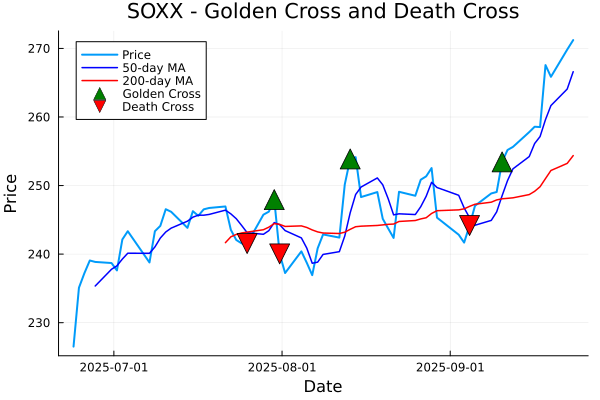 SOXX - Golden Cross and Death Cross
Price
50-day MA
200-day MA
Golden Cross
Death Cross
270
260
250
240
230
Price
2025-07-01
2025-08-01
2025-09-01
Date